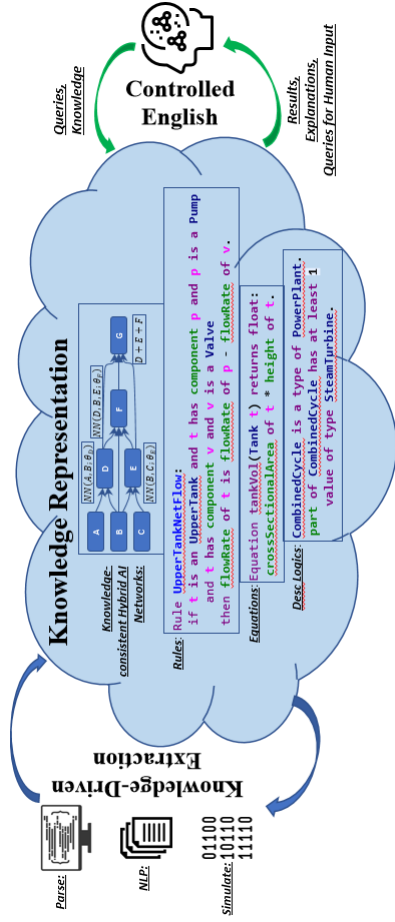 Parse:
NLP:
Simulate:
01100
10110
11110
Knowledge-Driven
Extraction
Knowledge Representation
Knowledge-
consistent Hybrid AI
Networks:
A
B
C
NN(A,B;θ_D)
D
E
NN(B,C;θ_E)
NN(D,B,E;θ_F)
F
G
D+E+F
Rules:
Rule UpperTankNetFlow:
if t is an UpperTank and t has component p and p is a Pump
and t has component v and v is a Valve
then flowRate of t is flowRate of p - flowRate of v.
Equations:
Equation tankVol(Tank t) returns float:
crossSectionalArea of t * height of t.
Desc Logics:
CombinedCycle is a type of PowerPlant.
part of CombinedCycle has at least 1
value of type SteamTurbine.
Queries,
Knowledge
Controlled
English
Results,
Explanations,
Queries for Human Input